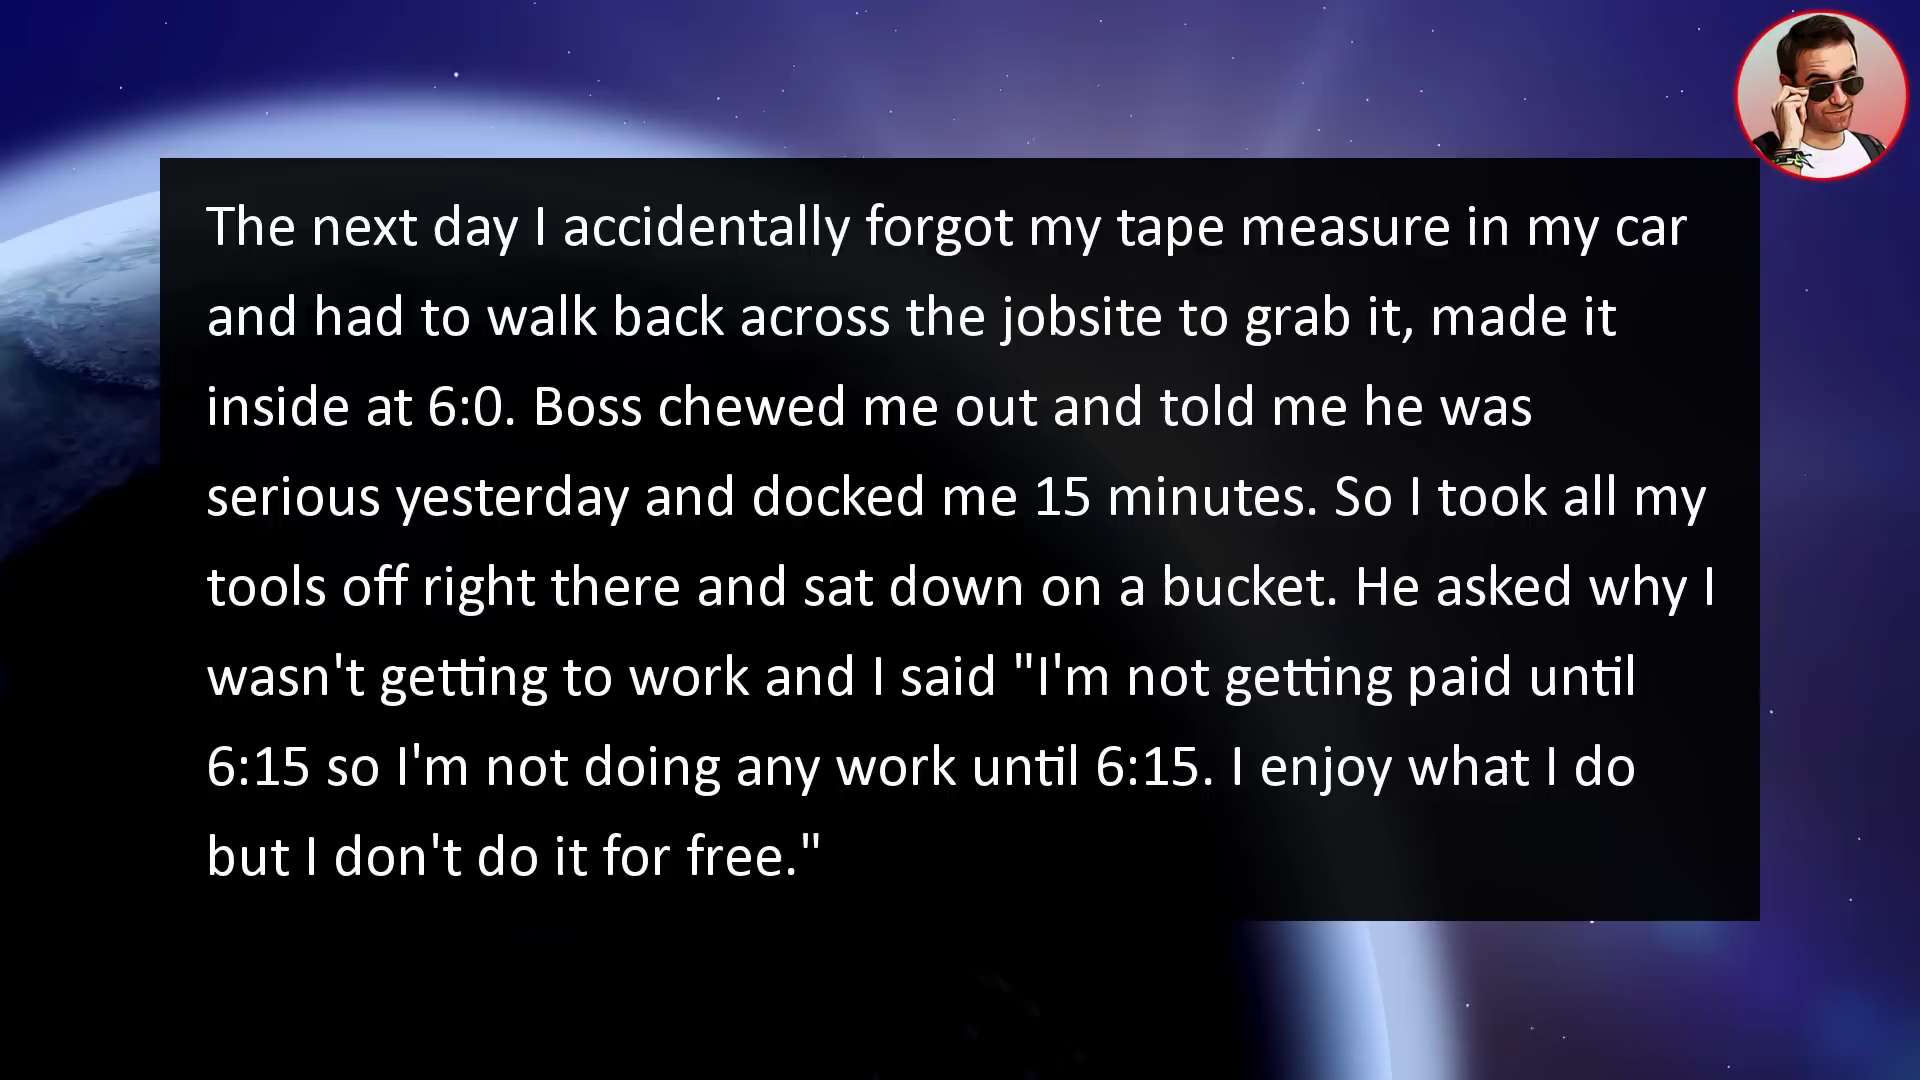 The next day I accidentally forgot my tape measure in my car
and had to walk back across the jobsite to grab it, made it
inside at 6:0. Boss chewed me out and told me he was
serious yesterday and docked me 15 minutes. So I took all my
tools off right there and sat down on a bucket. He asked why I
wasn't getting to work and I said "I'm not getting paid until
6:15 so I'm not doing any work until 6:15. I enjoy what I do
but I don't do it for free."